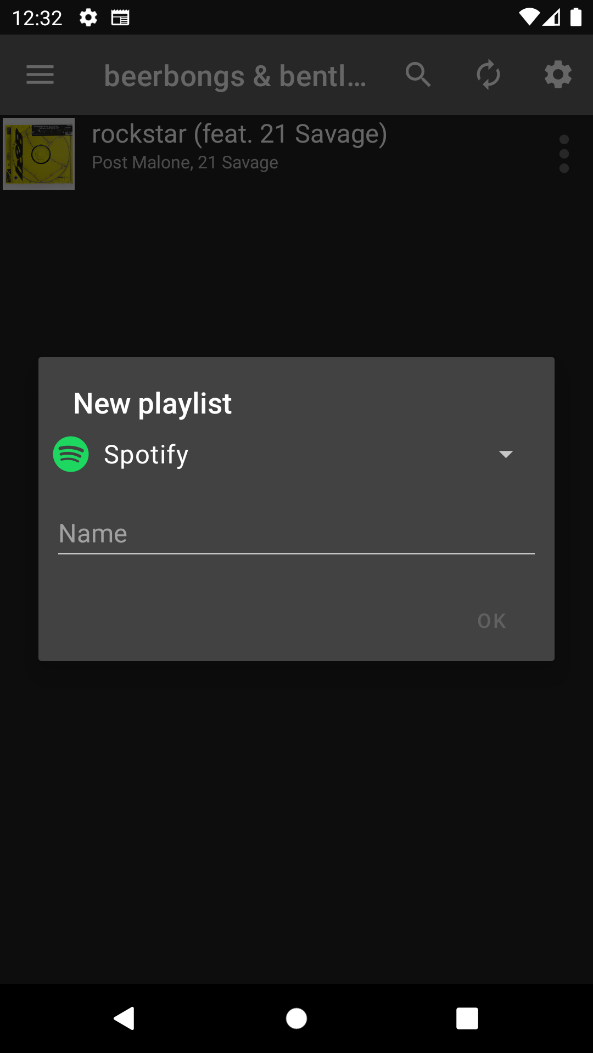 12:32
beerbongs & bentl...
rockstar (feat. 21 Savage)
Post Malone, 21 Savage
New playlist
Spotify
Name
OK